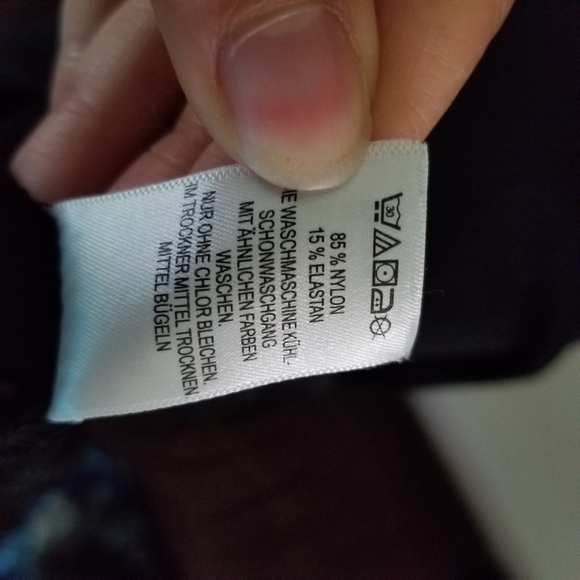 30
85 % NYLON
15 % ELASTAN
WASCHMASCHINE KÜHL-
SCHONWASCHGANG
MIT ÄHNLICHEN FARBEN
WASCHEN.
NUR OHNE CHLOR BLEICHEN.
IM TROCKNER MITTEL TROCKNEN
MITTEL BÜGELN